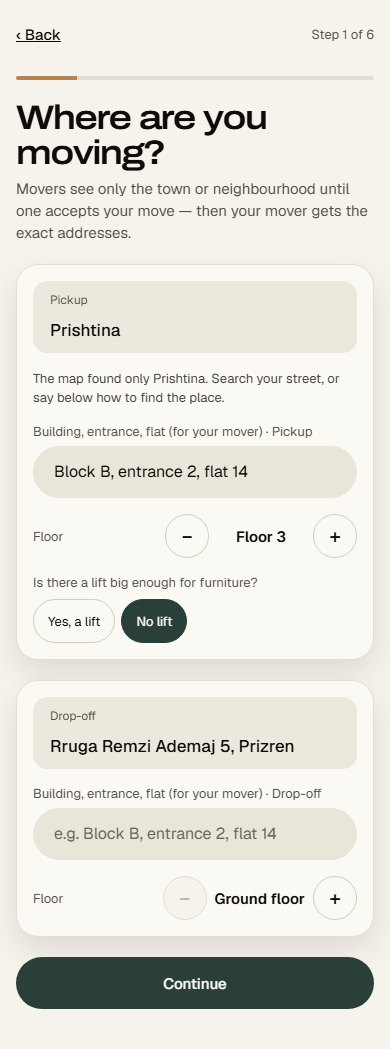 ‹ Back
Step 1 of 6
Where are you
moving?
Movers see only the town or neighbourhood until
one accepts your move — then your mover gets the
exact addresses.
Pickup
Prishtina
The map found only Prishtina. Search your street, or
say below how to find the place.
Building, entrance, flat (for your mover) · Pickup
Block B, entrance 2, flat 14
Floor
−
Floor 3
+
Is there a lift big enough for furniture?
Yes, a lift
No lift
Drop-off
Rruga Remzi Ademaj 5, Prizren
Building, entrance, flat (for your mover) · Drop-off
e.g. Block B, entrance 2, flat 14
Floor
−
Ground floor
+
Continue